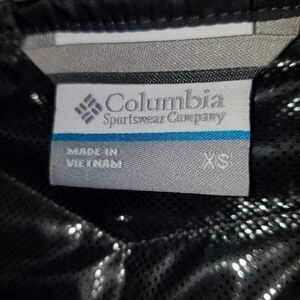 Columbia
Sportswear Company
MADE IN
VIETNAM
XS